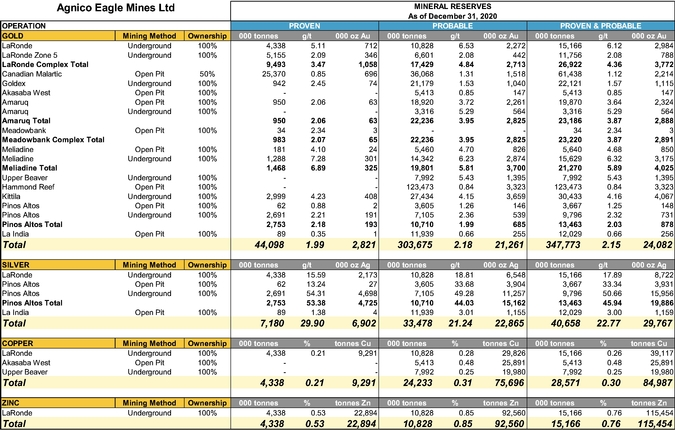 Agnico Eagle Mines Ltd
MINERAL RESERVES
As of December 31, 2020
OPERATION PROVEN PROBABLE PROVEN & PROBABLE
GOLD Mining Method Ownership 000 tonnes g/t 000 oz Au 000 tonnes g/t 000 oz Au 000 tonnes g/t 000 oz Au
LaRonde Underground 100% 4,338 5.11 712 10,828 6.53 2,272 15,166 6.12 2,984
LaRonde Zone 5 Underground 100% 5,155 2.09 346 6,601 2.08 442 11,756 2.08 788
LaRonde Complex Total 9,493 3.47 1,058 17,429 4.84 2,713 26,922 4.36 3,772
Canadian Malartic Open Pit 50% 25,370 0.85 696 36,068 1.31 1,518 61,438 1.12 2,214
Goldex Underground 100% 942 2.45 74 21,179 1.53 1,040 22,121 1.57 1,115
Akasaba West Open Pit 100% - - 5,413 0.85 147 5,413 0.85 147
Amaruq Open Pit 100% 950 2.06 63 18,920 3.72 2,261 19,870 3.64 2,324
Amaruq Underground 100% - - 3,316 5.29 564 3,316 5.29 564
Amaruq Total 950 2.06 63 22,236 3.95 2,825 23,186 3.87 2,888
Meadowbank Open Pit 100% 34 2.34 3 - - 34 2.34 3
Meadowbank Complex Total 983 2.07 65 22,236 3.95 2,825 23,220 3.87 2,891
Meliadine Open Pit 100% 181 4.10 24 5,460 4.70 826 5,640 4.68 850
Meliadine Underground 100% 1,288 7.28 301 14,342 6.23 2,874 15,629 6.32 3,175
Meliadine Total 1,468 6.89 325 19,801 5.81 3,700 21,270 5.89 4,025
Upper Beaver Underground 100% - - 7,992 5.43 1,395 7,992 5.43 1,395
Hammond Reef Open Pit 100% - - 123,473 0.84 3,323 123,473 0.84 3,323
Kittila Underground 100% 2,999 4.23 408 27,434 4.15 3,659 30,433 4.16 4,067
Pinos Altos Open Pit 100% 62 0.88 2 3,605 1.26 146 3,667 1.25 148
Pinos Altos Underground 100% 2,691 2.21 191 7,105 2.36 539 9,796 2.32 731
Pinos Altos Total 2,753 2.18 193 10,710 1.99 685 13,463 2.03 878
La India Open Pit 100% 89 0.35 1 11,939 0.66 255 12,029 0.66 256
Total 44,098 1.99 2,821 303,675 2.18 21,261 347,773 2.15 24,082
SILVER Mining Method Ownership 000 tonnes g/t 000 oz Ag 000 tonnes g/t 000 oz Ag 000 tonnes g/t 000 oz Ag
LaRonde Underground 100% 4,338 15.59 2,173 10,828 18.81 6,548 15,166 17.89 8,722
Pinos Altos Open Pit 100% 62 13.24 27 3,605 33.68 3,904 3,667 33.34 3,931
Pinos Altos Underground 100% 2,691 54.31 4,698 7,105 49.28 11,257 9,796 50.66 15,956
Pinos Altos Total 2,753 53.38 4,725 10,710 44.03 15,162 13,463 45.94 19,886
La India Open Pit 100% 89 1.38 4 11,939 3.01 1,155 12,029 3.00 1,159
Total 7,180 29.90 6,902 33,478 21.24 22,865 40,658 22.77 29,767
COPPER Mining Method Ownership 000 tonnes % tonnes Cu 000 tonnes % tonnes Cu 000 tonnes % tonnes Cu
LaRonde Underground 100% 4,338 0.21 9,291 10,828 0.28 29,826 15,166 0.26 39,117
Akasaba West Open Pit 100% - - 5,413 0.48 25,891 5,413 0.48 25,891
Upper Beaver Underground 100% - - 7,992 0.25 19,980 7,992 0.25 19,980
Total 4,338 0.21 9,291 24,233 0.31 75,696 28,571 0.30 84,987
ZINC Mining Method Ownership 000 tonnes % tonnes Zn 000 tonnes % tonnes Zn 000 tonnes % tonnes Zn
LaRonde Underground 100% 4,338 0.53 22,894 10,828 0.85 92,560 15,166 0.76 115,454
Total 4,338 0.53 22,894 10,828 0.85 92,560 15,166 0.76 115,454